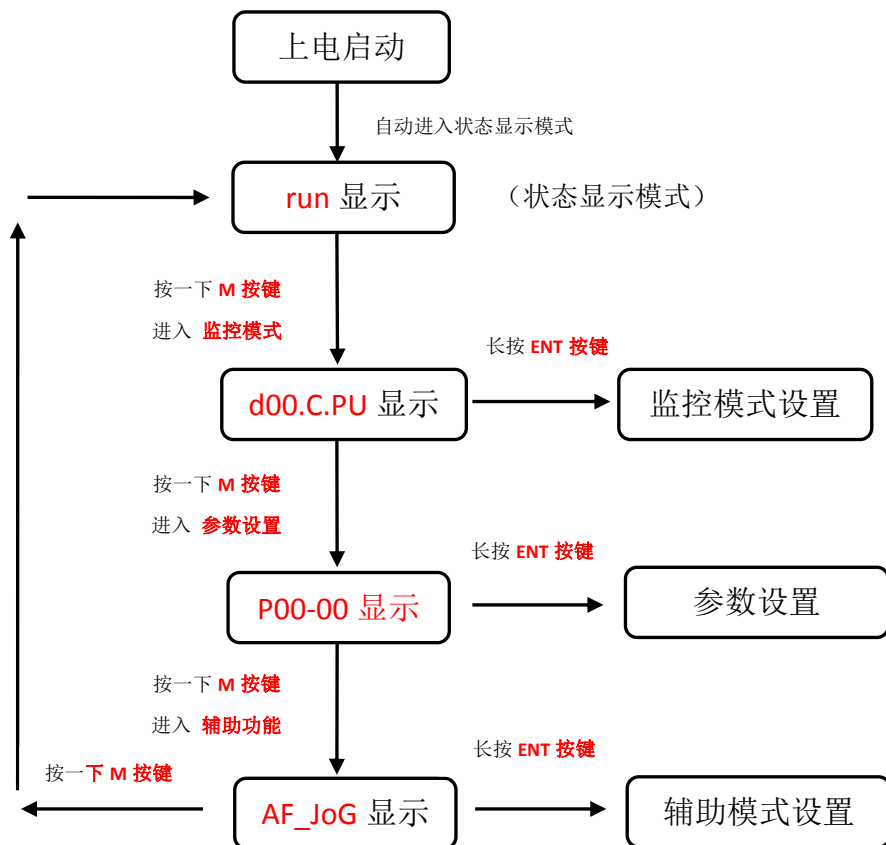 上电启动
自动进入状态显示模式
run 显示
（状态显示模式）
按一下 M 按键
进入 监控模式
长按 ENT 按键
d00.C.PU 显示
监控模式设置
按一下 M 按键
进入 参数设置
长按 ENT 按键
P00-00 显示
参数设置
按一下 M 按键
进入 辅助功能
长按 ENT 按键
按一下 M 按键
AF_JoG 显示
辅助模式设置